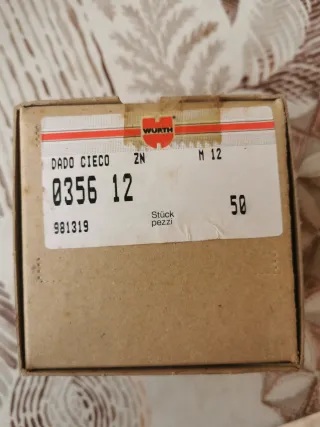 WÜRTH
DADO CIECO ZN M 12
0356 12
50
Stück
pezzi
981319